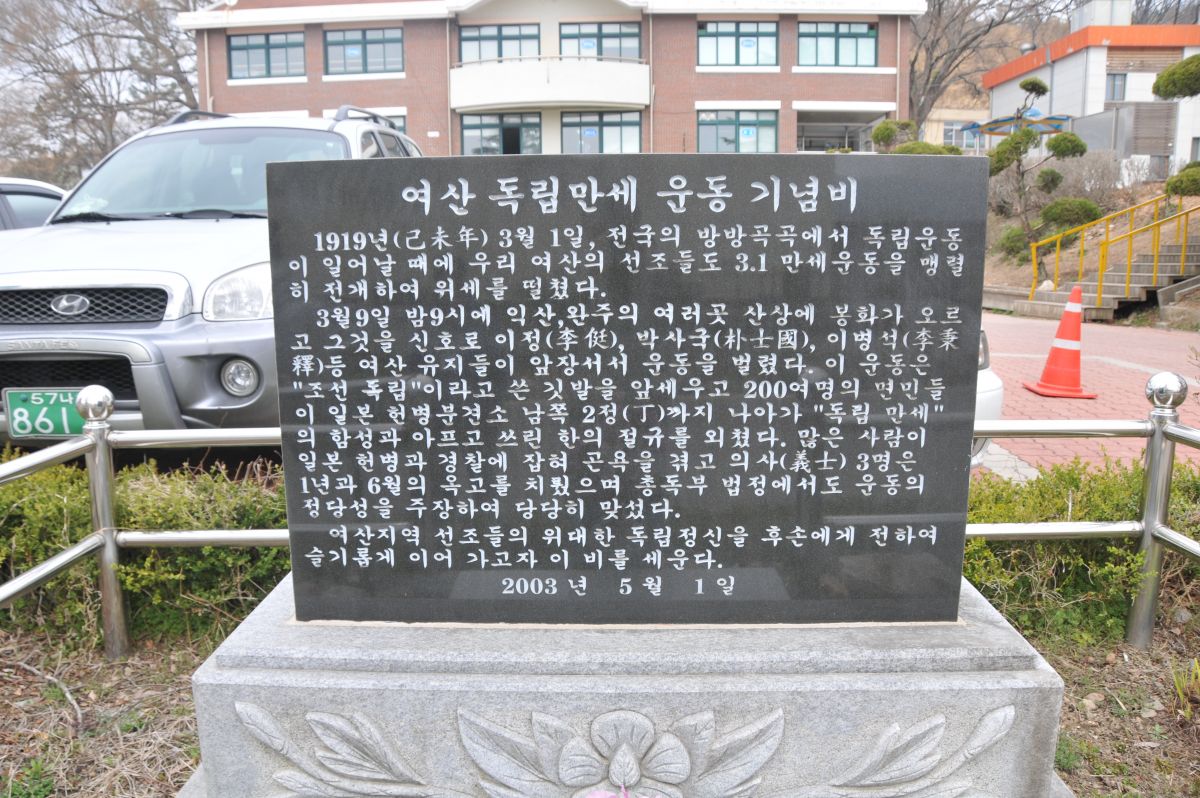 여산 독립만세 운동 기념비
1919년(己未年) 3월 1일, 전국의 방방곡곡에서 독립운동
이 일어날 때에 우리 여산의 선조들도 3.1 만세운동을 맹렬
히 전개하여 위세를 떨쳤다.
3월9일 밤9시에 익산,완주의 여러곳 산상에 봉화가 오르
고 그것을 신호로 이정(李侹), 박사국(朴士國), 이병석(李秉
釋)등 여산 유지들이 앞장서서 운동을 벌렸다. 이 운동은
"조선 독립"이라고 쓴 깃발을 앞세우고 200여명의 면민들
이 일본 헌병분견소 남쪽 2정(丁)까지 나아가 "독립 만세"
의 함성과 아프고 쓰린 한의 절규를 외쳤다. 많은 사람이
일본 헌병과 경찰에 잡혀 곤욕을 겪고 의사(義士) 3명은
1년과 6월의 옥고를 치뤘으며 총독부 법정에서도 운동의
정당성을 주장하여 당당히 맞섰다.
여산지역 선조들의 위대한 독립정신을 후손에게 전하여
슬기롭게 이어 가고자 이 비를 세운다.
2003년 5월 1일
57나
861